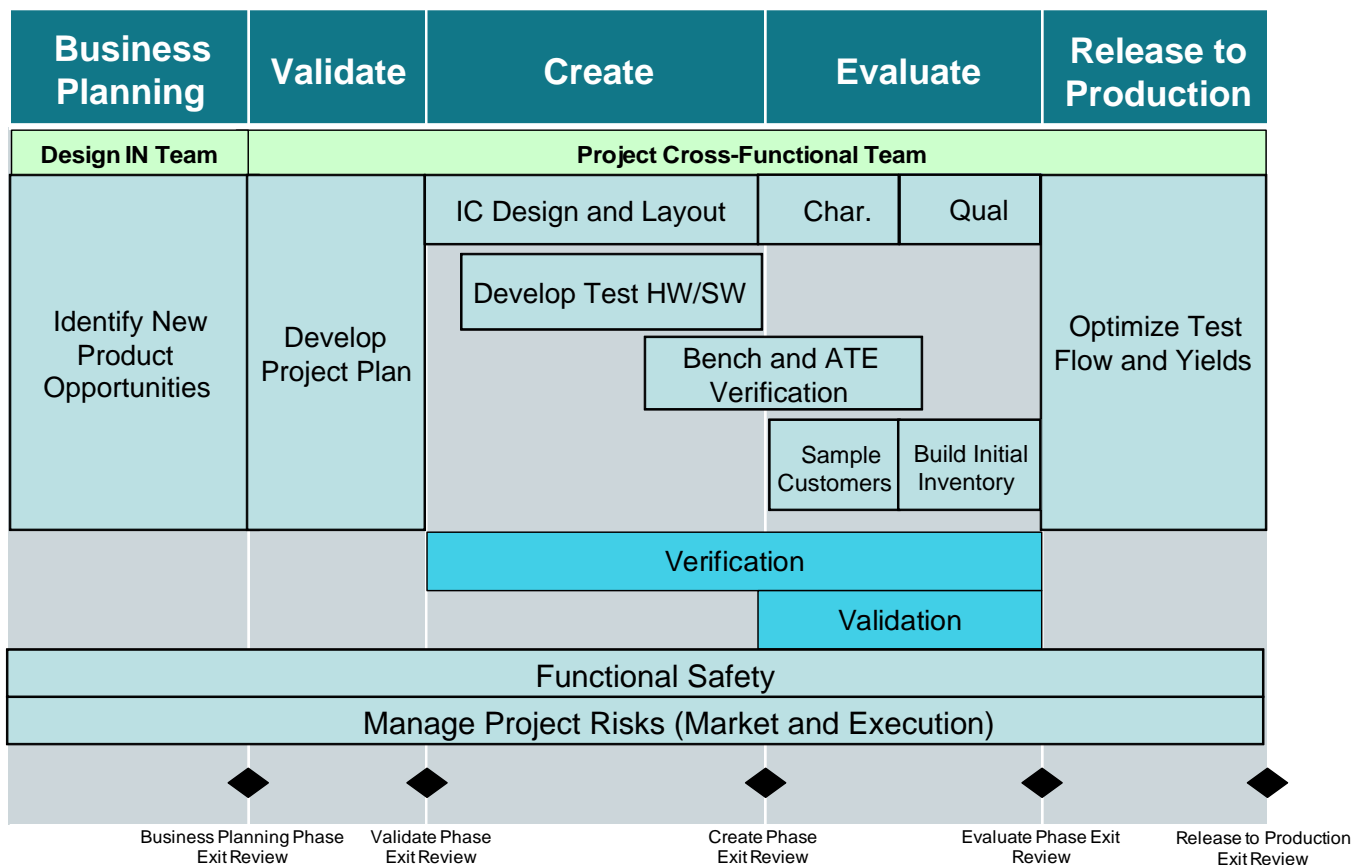 Business
Planning
Validate
Create
Evaluate
Release to
Production
Design IN Team
Project Cross-Functional Team
IC Design and Layout
Char.
Qual
Develop Test HW/SW
Identify New
Product
Opportunities
Develop
Project Plan
Bench and ATE
Verification
Optimize Test
Flow and Yields
Sample
Customers
Build Initial
Inventory
Verification
Validation
Functional Safety
Manage Project Risks (Market and Execution)
Business Planning Phase
Exit Review
Validate Phase
Exit Review
Create Phase
Exit Review
Evaluate Phase Exit
Review
Release to Production
Exit Review